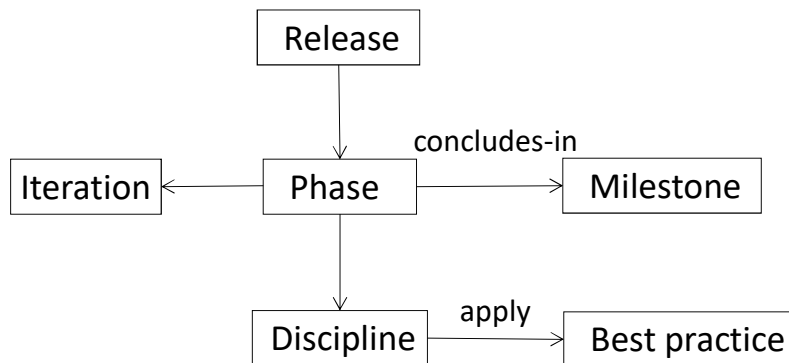 Release
concludes-in
Iteration
Phase
Milestone
apply
Discipline
Best practice